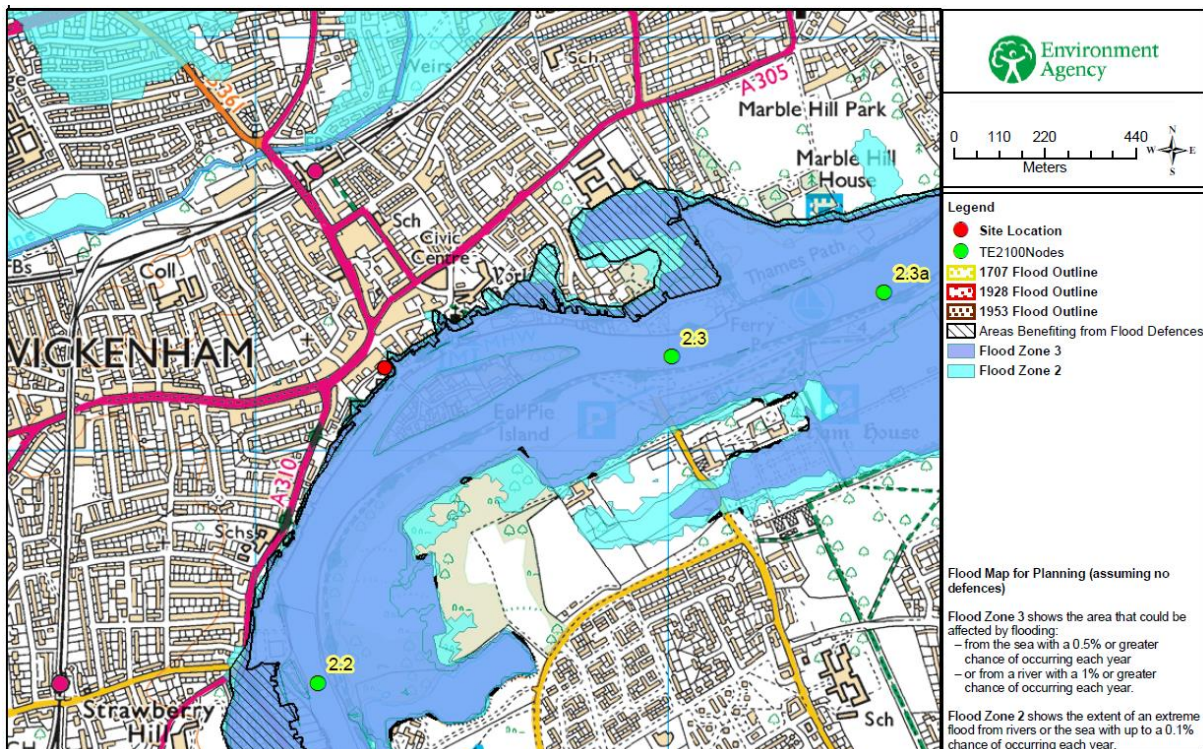 A361
Weirs
Sch
A305
Marble Hill Park
Marble Hill
House
Sch
Civic
Centre
Coll
Thames Path
2.3a
2.3
Ferry
WICKENHAM
Eel Pie
Island
P
A310
Schs
2.2
Strawberry
Hill
Sch
Environment
Agency
0 110 220 440
Meters
N
W E
S
Legend
Site Location
TE2100Nodes
1707 Flood Outline
1928 Flood Outline
1953 Flood Outline
Areas Benefiting from Flood Defences
Flood Zone 3
Flood Zone 2
Flood Map for Planning (assuming no
defences)
Flood Zone 3 shows the area that could be
affected by flooding:
– from the sea with a 0.5% or greater
chance of occurring each year
– or from a river with a 1% or greater
chance of occurring each year.
Flood Zone 2 shows the extent of an extreme
flood from rivers or the sea with up to a 0.1%
chance of occurring each year.